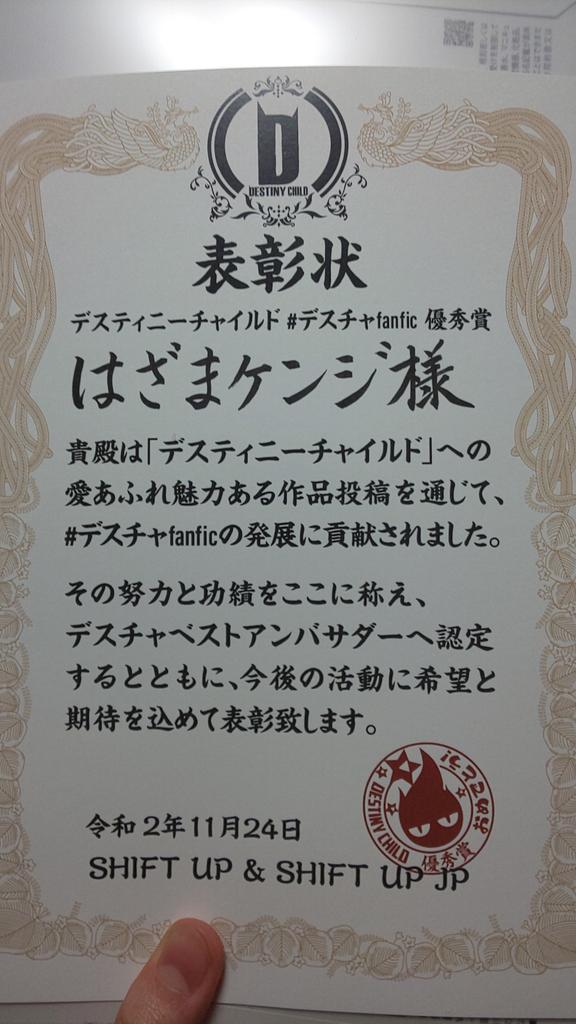 D
DESTINY CHILD
表彰状
デスティニーチャイルド #デスチャfanfic 優秀賞
はざまケンジ様
貴殿は「デスティニーチャイルド」への
愛あふれ魅力ある作品投稿を通じて、
#デスチャfanficの発展に貢献されました。
その努力と功績をここに称え、
デスチャベストアンバサダーへ認定
するとともに、今後の活動に希望と
期待を込めて表彰致します。
令和2年11月24日
SHIFT UP & SHIFT UP JP
DESTINY CHILD
優秀賞